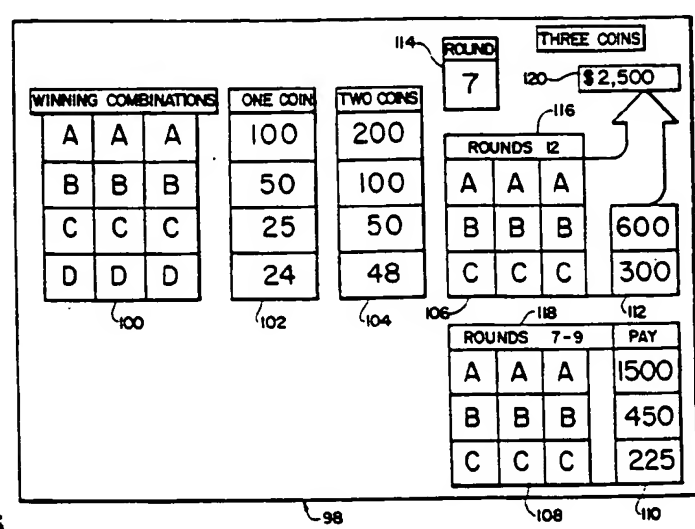 114 ROUND THREE COINS
7 120 $2,500
WINNING COMBINATIONS ONE COIN TWO COINS
116
A A A 100 200
ROUNDS 12
B B B 50 100
A A A
C C C 25 50
B B B 600
D D D 24 48
C C C 300
100 102 104 106 118 112
ROUNDS 7-9 PAY
A A A 1500
B B B 450
C C C 225
98 108 110